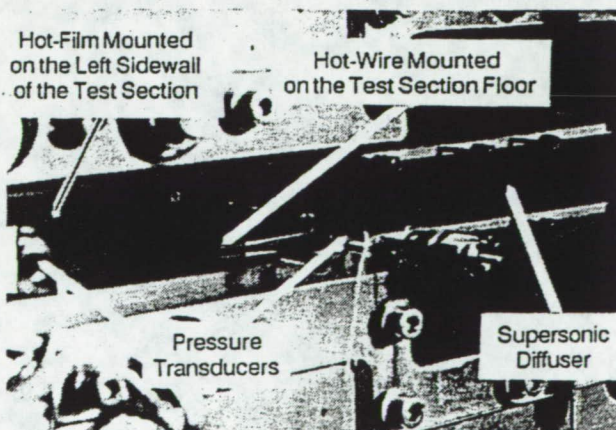 Hot-Film Mounted
on the Left Sidewall
of the Test Section
Hot-Wire Mounted
on the Test Section Floor
Pressure
Transducers
Supersonic
Diffuser